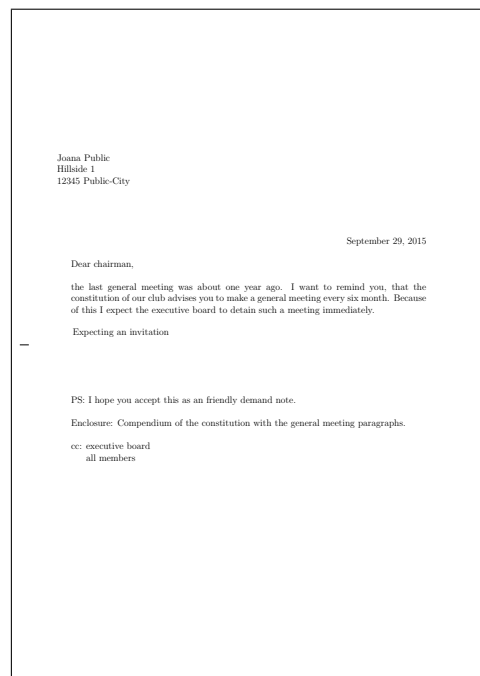 Joana Public
Hillside 1
12345 Public-City
September 29, 2015
Dear chairman,
the last general meeting was about one year ago. I want to remind you, that the
constitution of our club advises you to make a general meeting every six month. Because
of this I expect the executive board to detain such a meeting immediately.
Expecting an invitation
PS: I hope you accept this as an friendly demand note.
Enclosure: Compendium of the constitution with the general meeting paragraphs.
cc: executive board
all members